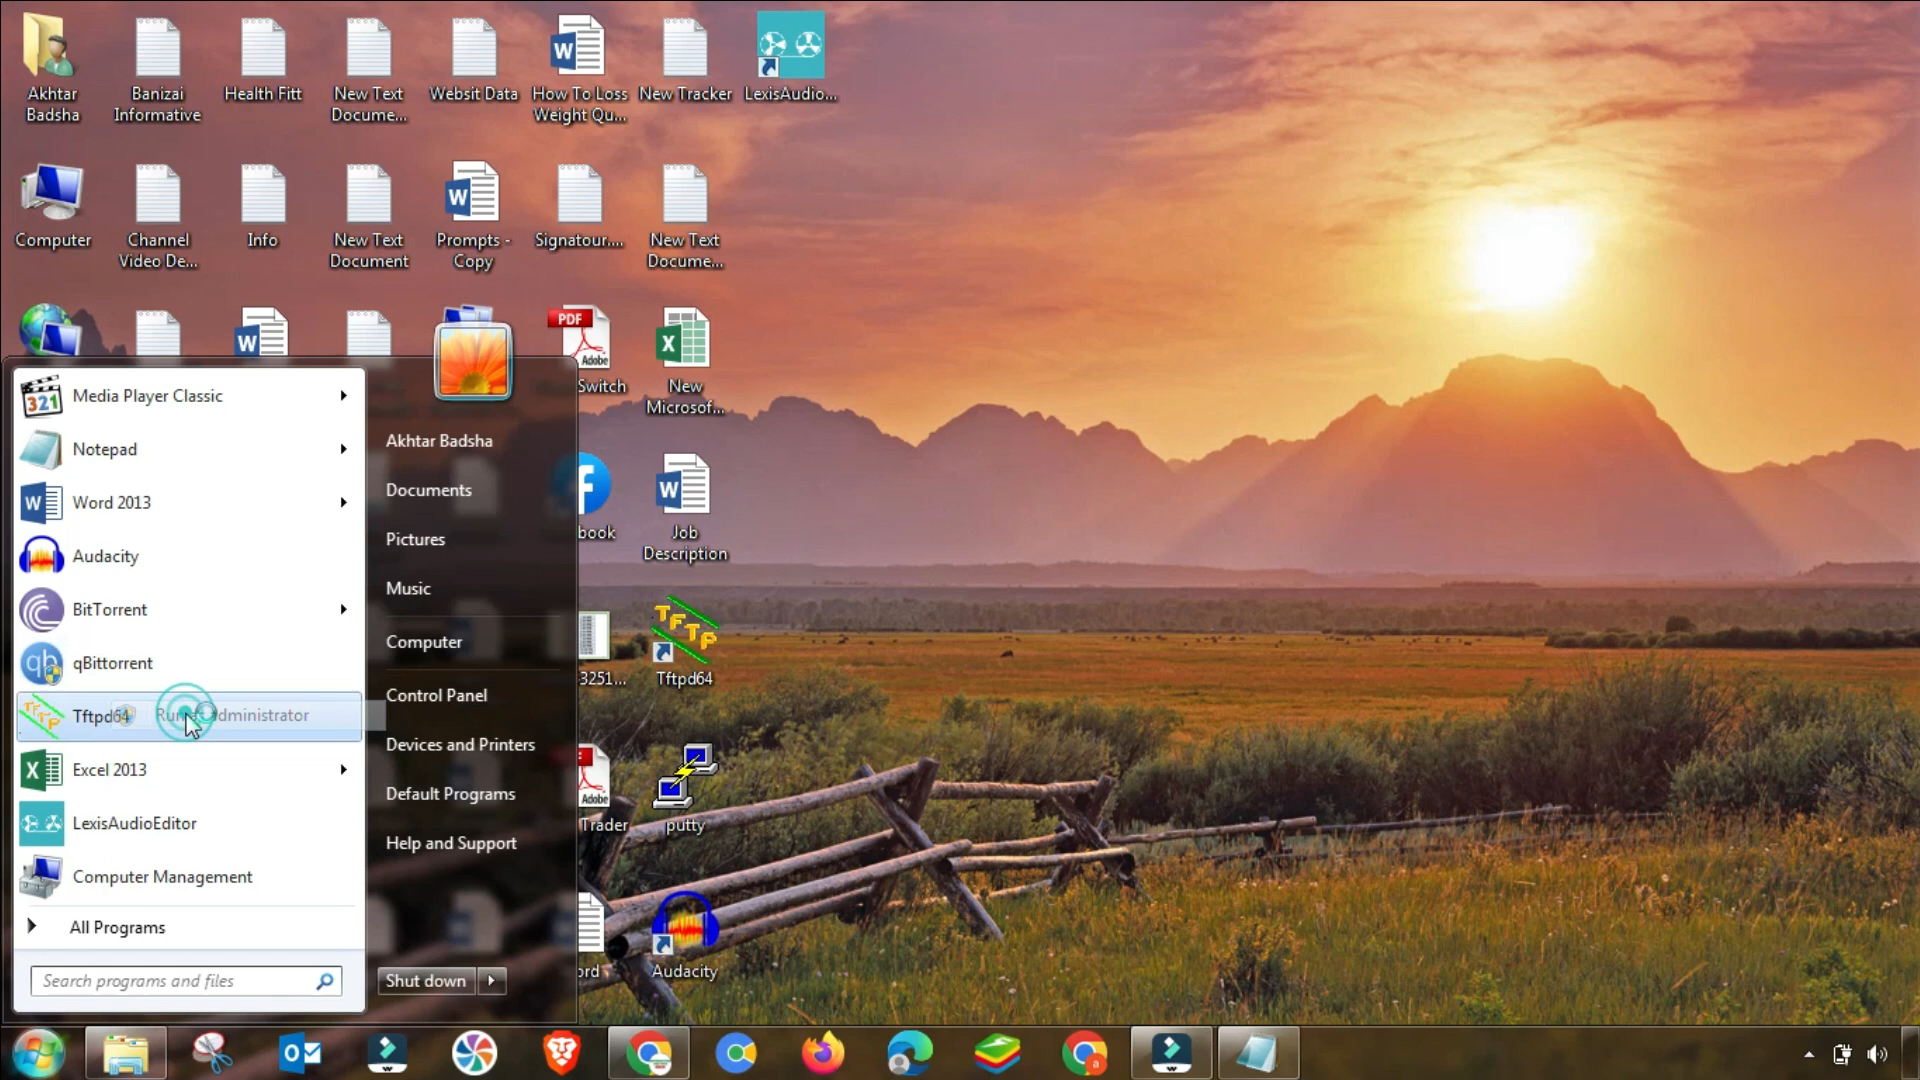 Akhtar
Badsha
Banizai
Informative
Health Fitt
New Text
Docume...
Websit Data
How To Loss
Weight Qu...
New Tracker
LexisAudio...
Computer
Channel
Video De...
Info
New Text
Document
Prompts -
Copy
Signatour....
New Text
Docume...
PDF
Adobe
Switch
New
Microsof...
book
Job
Description
3251...
TFTP
Tftpd64
Adobe
Trader
putty
ord
Audacity
Media Player Classic
Notepad
Word 2013
Audacity
BitTorrent
qBittorrent
Tftpd64
Run as administrator
Excel 2013
LexisAudioEditor
Computer Management
All Programs
Search programs and files
Akhtar Badsha
Documents
Pictures
Music
Computer
Control Panel
Devices and Printers
Default Programs
Help and Support
Shut down